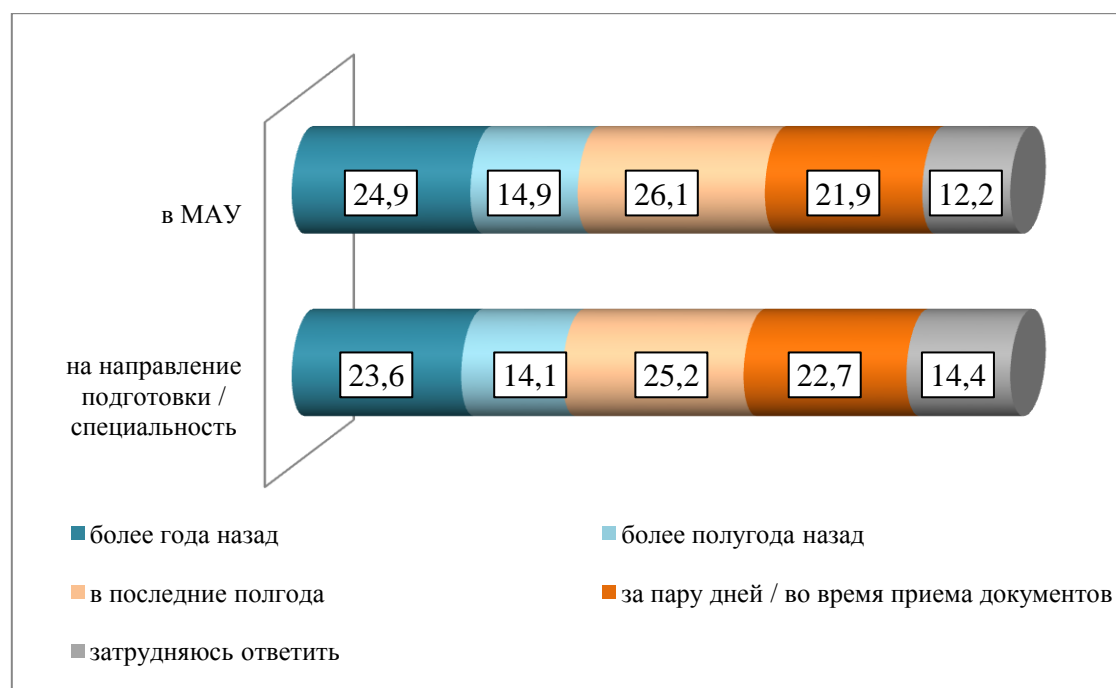 24,9 14,9 26,1 21,9 12,2
в МАУ
23,6 14,1 25,2 22,7 14,4
на направление
подготовки /
специальность
более года назад
более полугода назад
в последние полгода
за пару дней / во время приема документов
затрудняюсь ответить